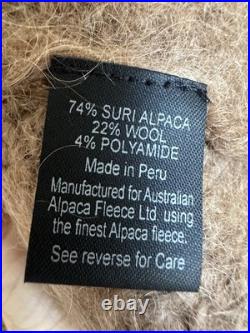 74% SURI ALPACA
22% WOOL
4% POLYAMIDE
Made in Peru
Manufactured for Australian
Alpaca Fleece Ltd. using
the finest Alpaca fleece.
See reverse for Care